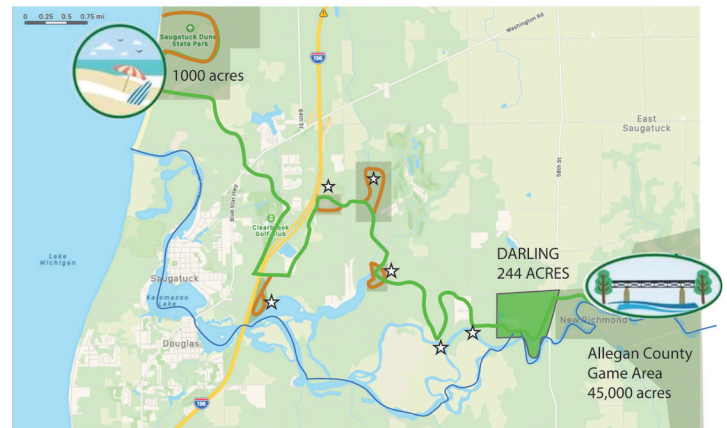 0 0.25 0.5 0.75 mi
Saugatuck Dune
State Park
1000 acres
196
Washington Rd
64th St
East
Saugatuck
58th St
Blue Star Hwy
Clearbrook
Golf Club
Lake
Michigan
DARLING
244 ACRES
Saugatuck
Kalamazoo
Lake
New Richmond
Douglas
Allegan County
Game Area
45,000 acres
196